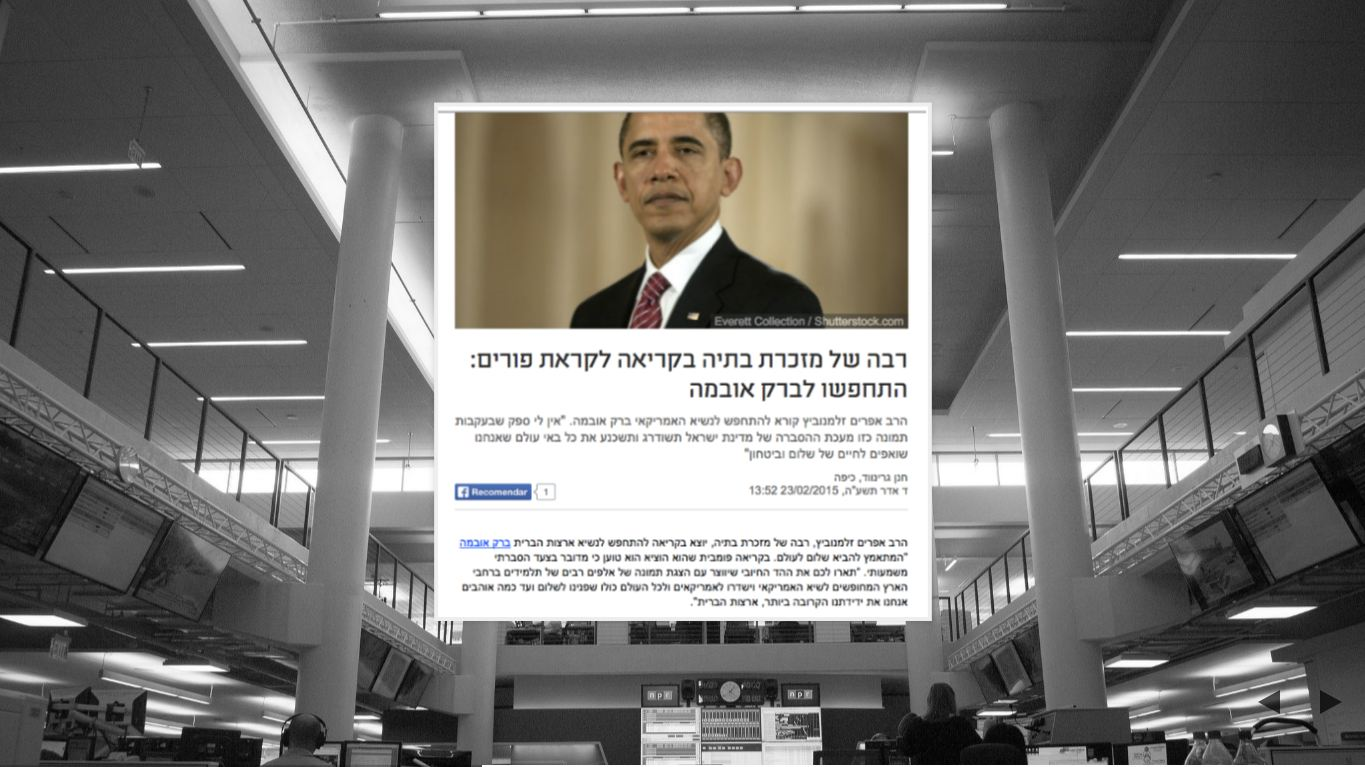 Everett Collection / Shutterstock.com
רבה של מזכרת בתיה בקריאה לקראת פורים:
התחפשו לברק אובמה
הרב אפרים זלמנוביץ קורא להתחפש לנשיא האמריקאי ברק אובמה. "אין לי ספק שבעקבות
תמונה כזו מערכת ההסברה של מדינת ישראל תשודרג ותשכנע את כל באי עולם שאנחנו
שואפים לחיים של שלום וביטחון"
חנן גרינווד, כיפה
ד אדר תשע"ה, 23/02/2015 13:52
Recomendar 1
הרב אפרים זלמנוביץ, רבה של מזכרת בתיה, יוצא בקריאה להתחפש לנשיא ארצות הברית ברק אובמה
"המתאמץ להביא שלום לעולם. בקריאה פומבית שהוא הוציא הוא טוען כי מדובר בצעד הסברתי
משמעותי. "תארו לכם את ההד החיובי שיווצר עם הצגת תמונה של אלפים רבים של תלמידים ברחבי
הארץ המחופשים לנשיא האמריקאי וישדרו לאמריקאים ולכל העולם כולו שפנינו לשלום ועד כמה אוהבים
אנחנו את ידידתנו הקרובה ביותר, ארצות הברית".
npr
npr